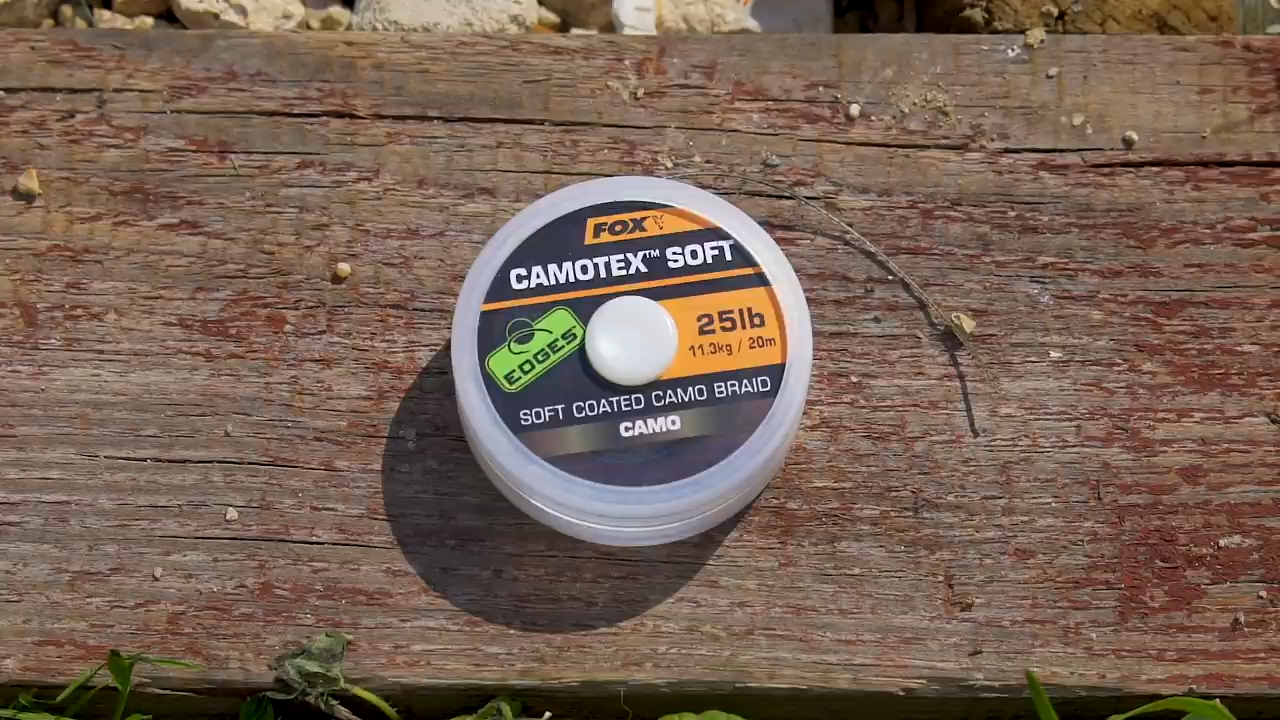 FOX
CAMOTEX™ SOFT
EDGES
25lb
11.3kg / 20m
SOFT COATED CAMO BRAID
CAMO